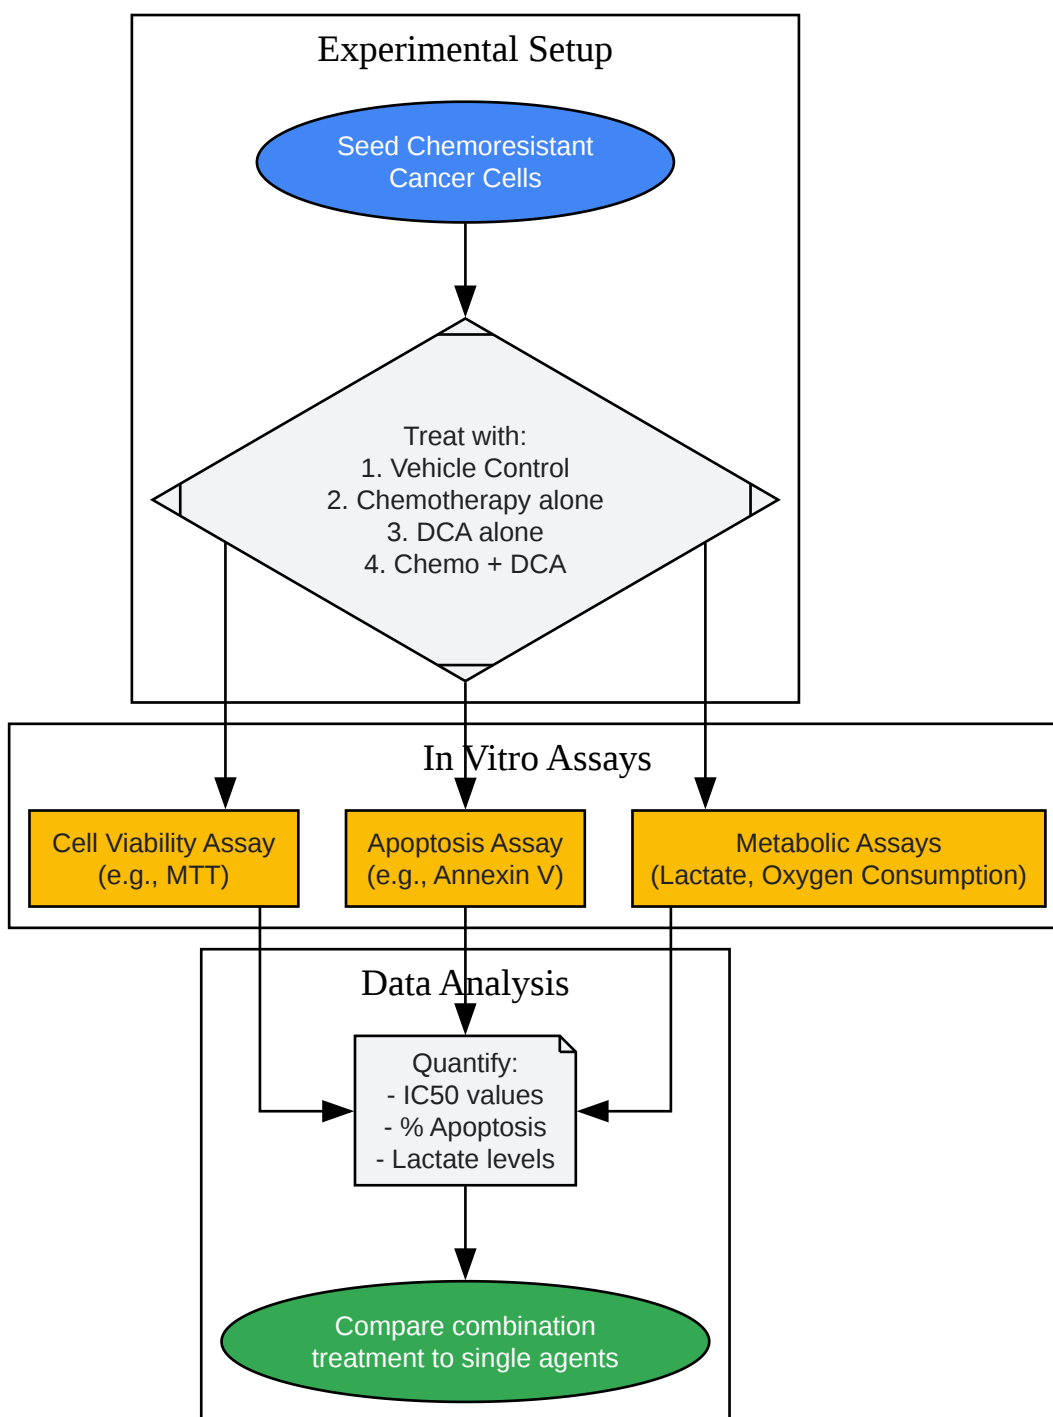 Experimental Setup
Seed Chemoresistant
Cancer Cells
Treat with:
1. Vehicle Control
2. Chemotherapy alone
3. DCA alone
4. Chemo + DCA
In Vitro Assays
Cell Viability Assay
(e.g., MTT)
Apoptosis Assay
(e.g., Annexin V)
Metabolic Assays
(Lactate, Oxygen Consumption)
Data Analysis
Quantify:
- IC50 values
- % Apoptosis
- Lactate levels
Compare combination
treatment to single agents